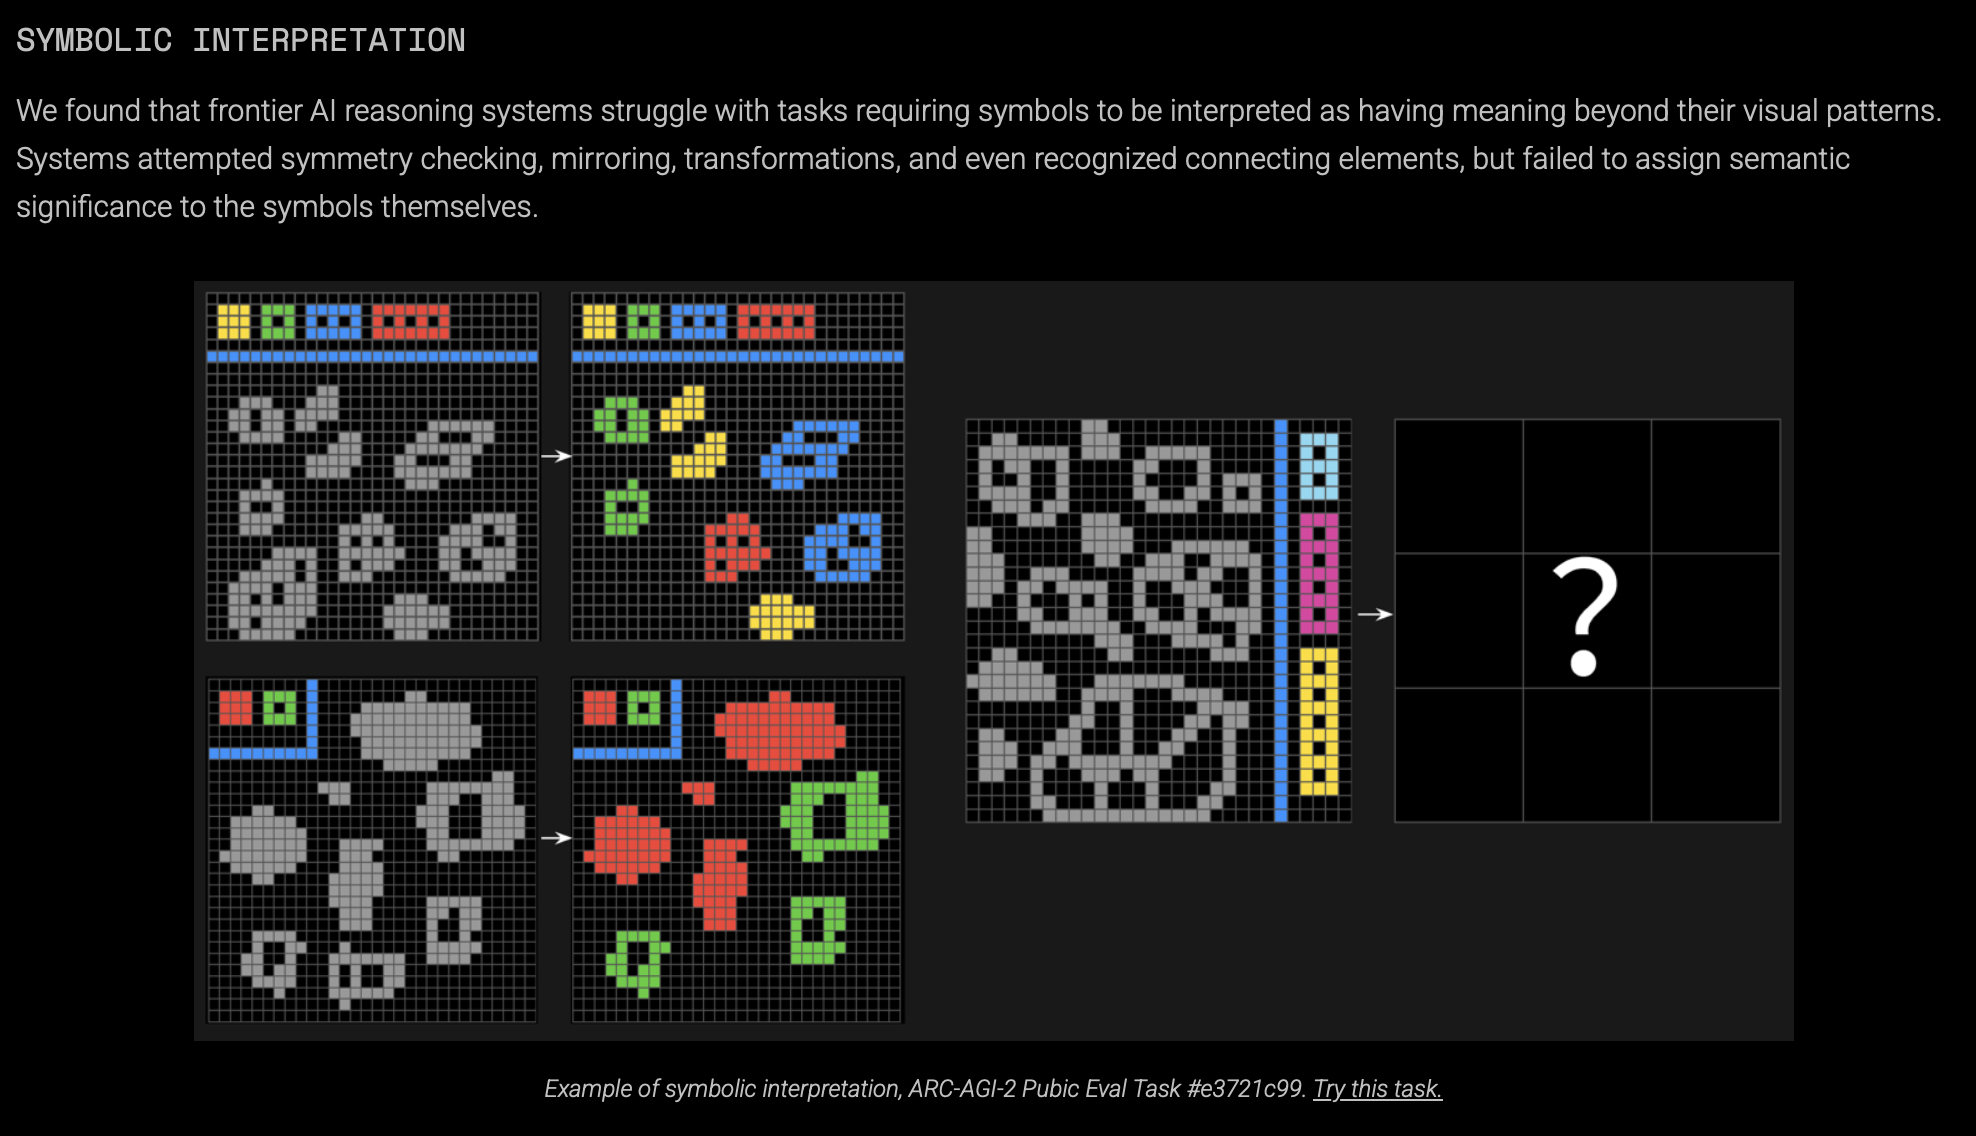 SYMBOLIC INTERPRETATION
We found that frontier AI reasoning systems struggle with tasks requiring symbols to be interpreted as having meaning beyond their visual patterns.
Systems attempted symmetry checking, mirroring, transformations, and even recognized connecting elements, but failed to assign semantic
significance to the symbols themselves.
?
Example of symbolic interpretation, ARC-AGI-2 Pubic Eval Task #e3721c99. Try this task.